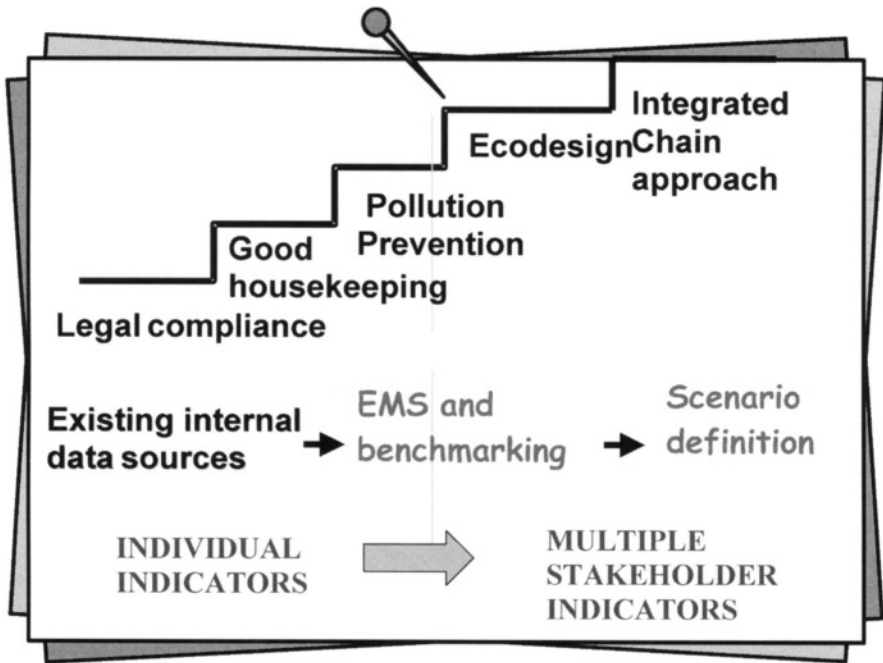 Integrated
Chain
approach
Ecodesign
Pollution
Prevention
Good
housekeeping
Legal compliance
Existing internal
data sources
EMS and
benchmarking
Scenario
definition
INDIVIDUAL
INDICATORS
MULTIPLE
STAKEHOLDER
INDICATORS